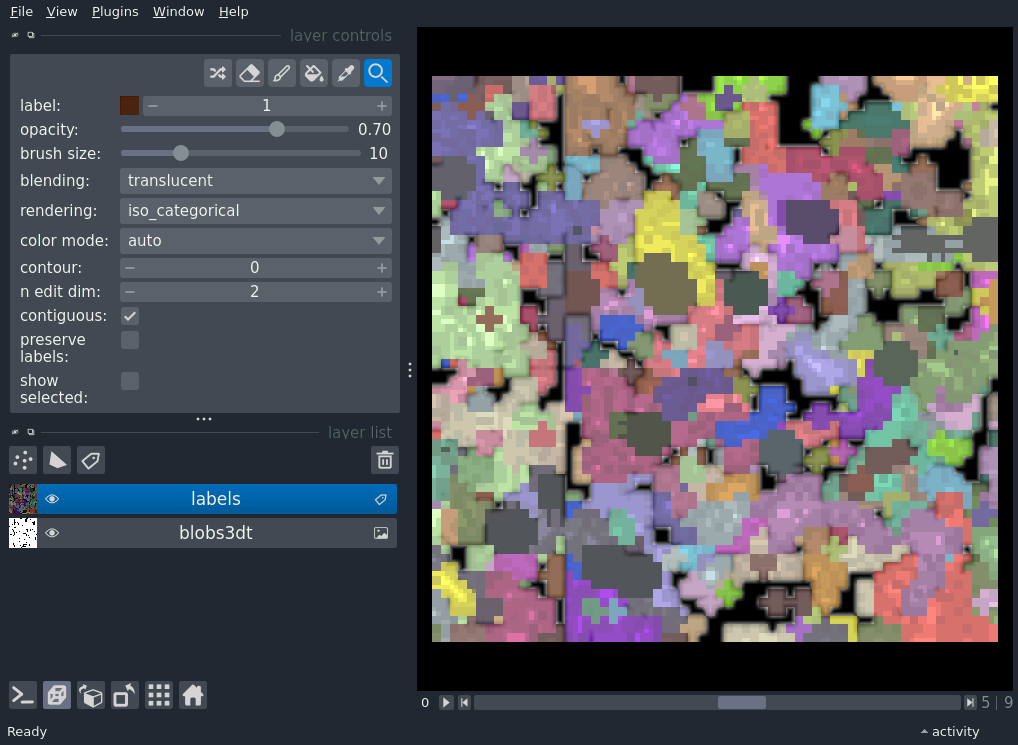 File View Plugins Window Help
layer controls
label: 1
opacity: 0.70
brush size: 10
blending: translucent
rendering: iso_categorical
color mode: auto
contour: 0
n edit dim: 2
contiguous:
preserve
labels:
show
selected:
layer list
labels
blobs3dt
0 5 | 9
Ready activity